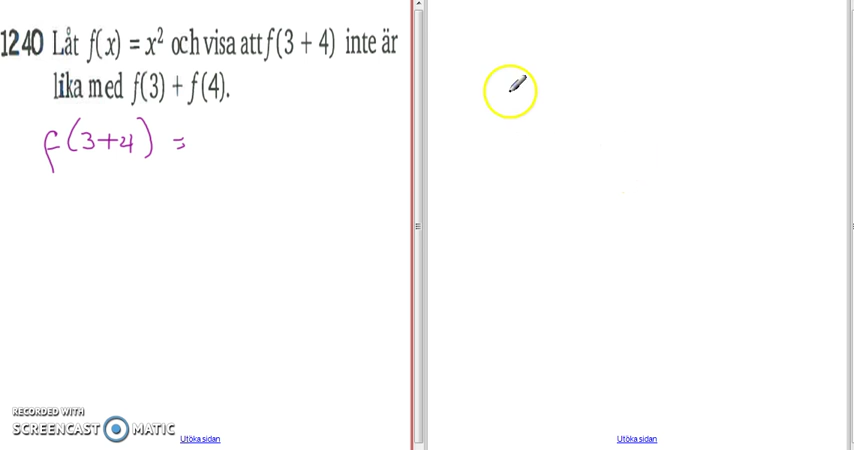 1240 Låt f(x) = x² och visa att f(3 + 4) inte är
lika med f(3) + f(4).
f(3+4) =
RECORDED WITH
SCREENCAST MATIC
Utöka sidan
Utöka sidan